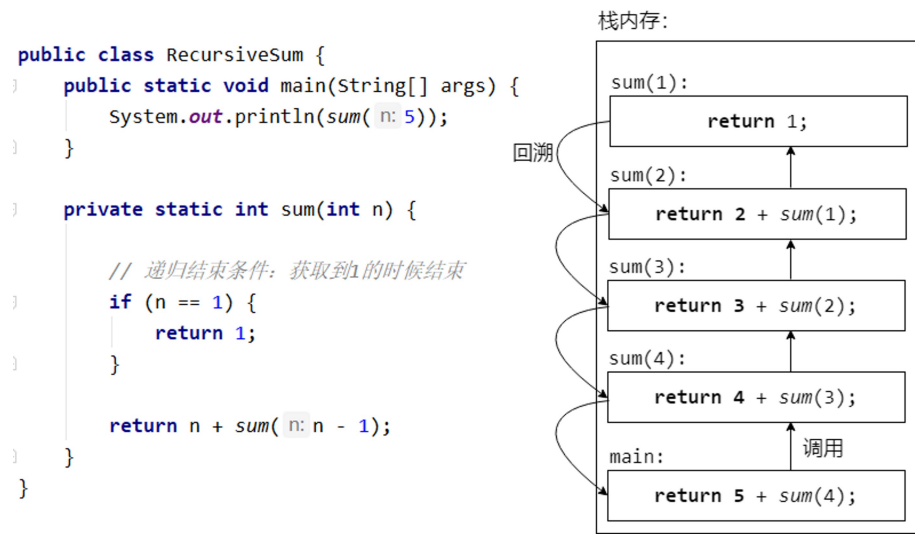 public class RecursiveSum {
public static void main(String[] args) {
System.out.println(sum( n: 5));
}
private static int sum(int n) {
// 递归结束条件：获取到1的时候结束
if (n == 1) {
return 1;
}
return n + sum( n: n - 1);
}
}
栈内存：
sum(1):
return 1;
回溯
sum(2):
return 2 + sum(1);
sum(3):
return 3 + sum(2);
sum(4):
return 4 + sum(3);
调用
main:
return 5 + sum(4);